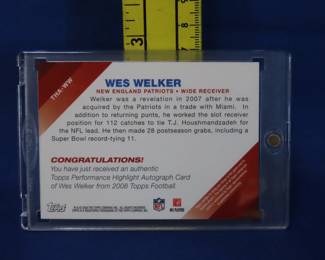 2
3
THA-WW
WES WELKER
NEW ENGLAND PATRIOTS • WIDE RECEIVER
Welker was a revelation in 2007 after he was
acquired by the Patriots in a trade with Miami. In
addition to returning punts, he worked the slot receiver
position for 112 catches to tie T.J. Houshmandzadeh for
the NFL lead. He then made 28 postseason grabs, including a
Super Bowl record-tying 11.
CONGRATULATIONS!
You have just received an authentic
Topps Performance Highlight Autograph Card
of Wes Welker from 2008 Topps Football.
Topps
NFL
PLAYERS